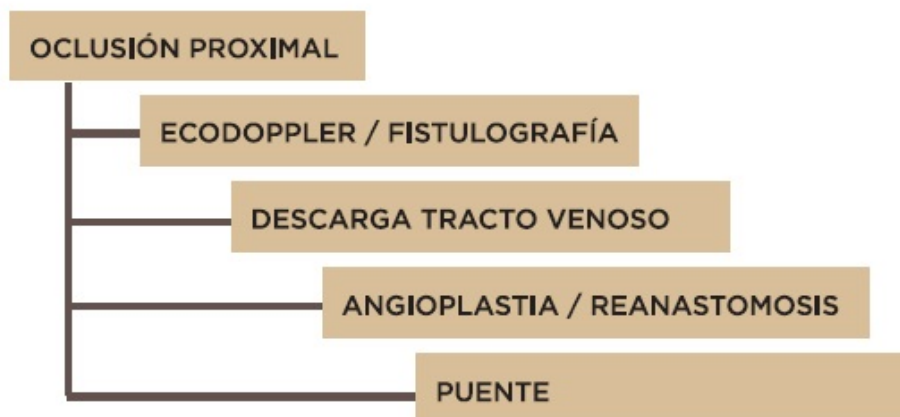 OCLUSIÓN PROXIMAL
ECODOPPLER / FISTULOGRAFÍA
DESCARGA TRACTO VENOSO
ANGIOPLASTIA / REANASTOMOSIS
PUENTE